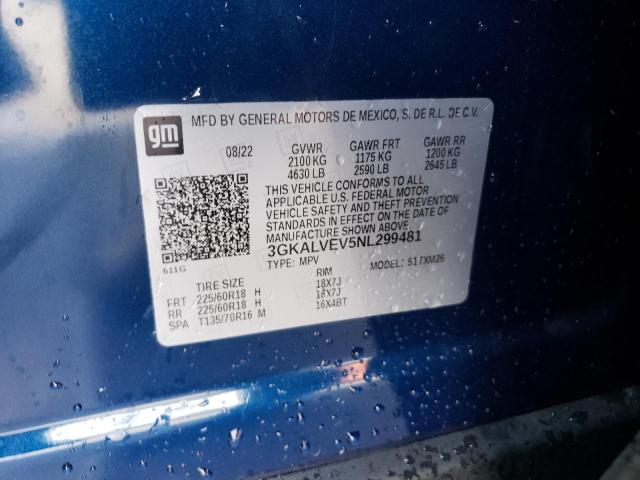 gm
MFD BY GENERAL MOTORS DE MEXICO, S. DE R.L. DE C.V.
08/22 GVWR GAWR FRT GAWR RR
2100 KG 1175 KG 1200 KG
4630 LB 2590 LB 2645 LB
THIS VEHICLE CONFORMS TO ALL
APPLICABLE U.S. FEDERAL MOTOR
VEHICLE SAFETY AND THEFT PREVENTION
STANDARDS IN EFFECT ON THE DATE OF
MANUFACTURE SHOWN ABOVE.
3GKALVEV5NL299481
TYPE: MPV MODEL: 51TXM26
611G
TIRE SIZE RIM
FRT 225/60R18 H 18X7J
RR 225/60R18 H 18X7J
SPA T135/70R16 M 16X4BT